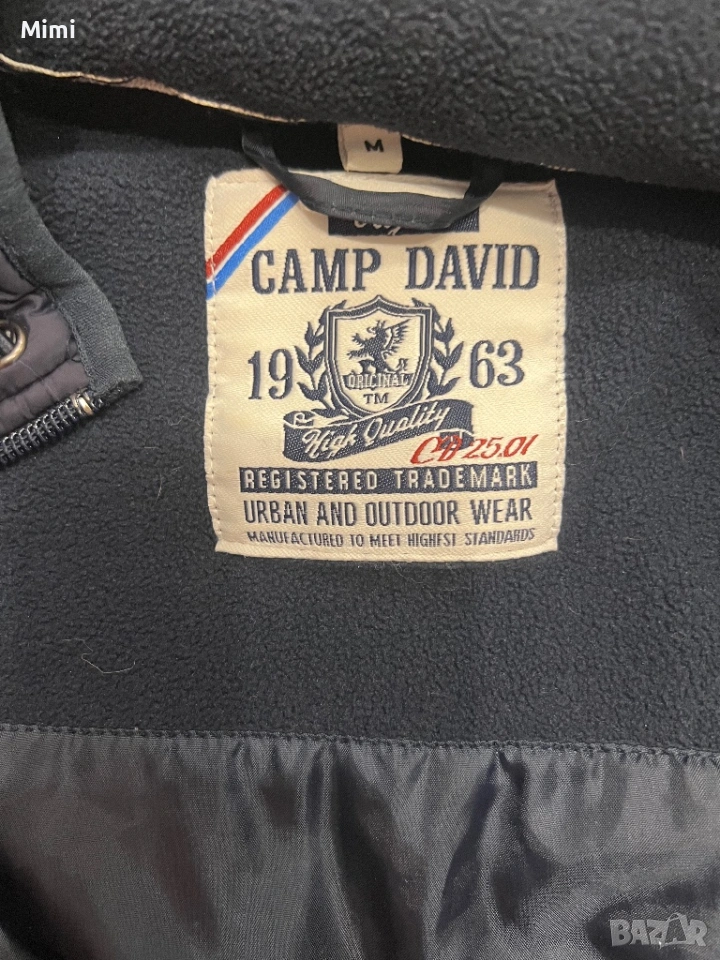 Mimi
M
CAMP DAVID
19 63
ORIGINAL
TM
High Quality
CD 25.01
REGISTERED TRADEMARK
URBAN AND OUTDOOR WEAR
MANUFACTURED TO MEET HIGHEST STANDARDS
BAZAR